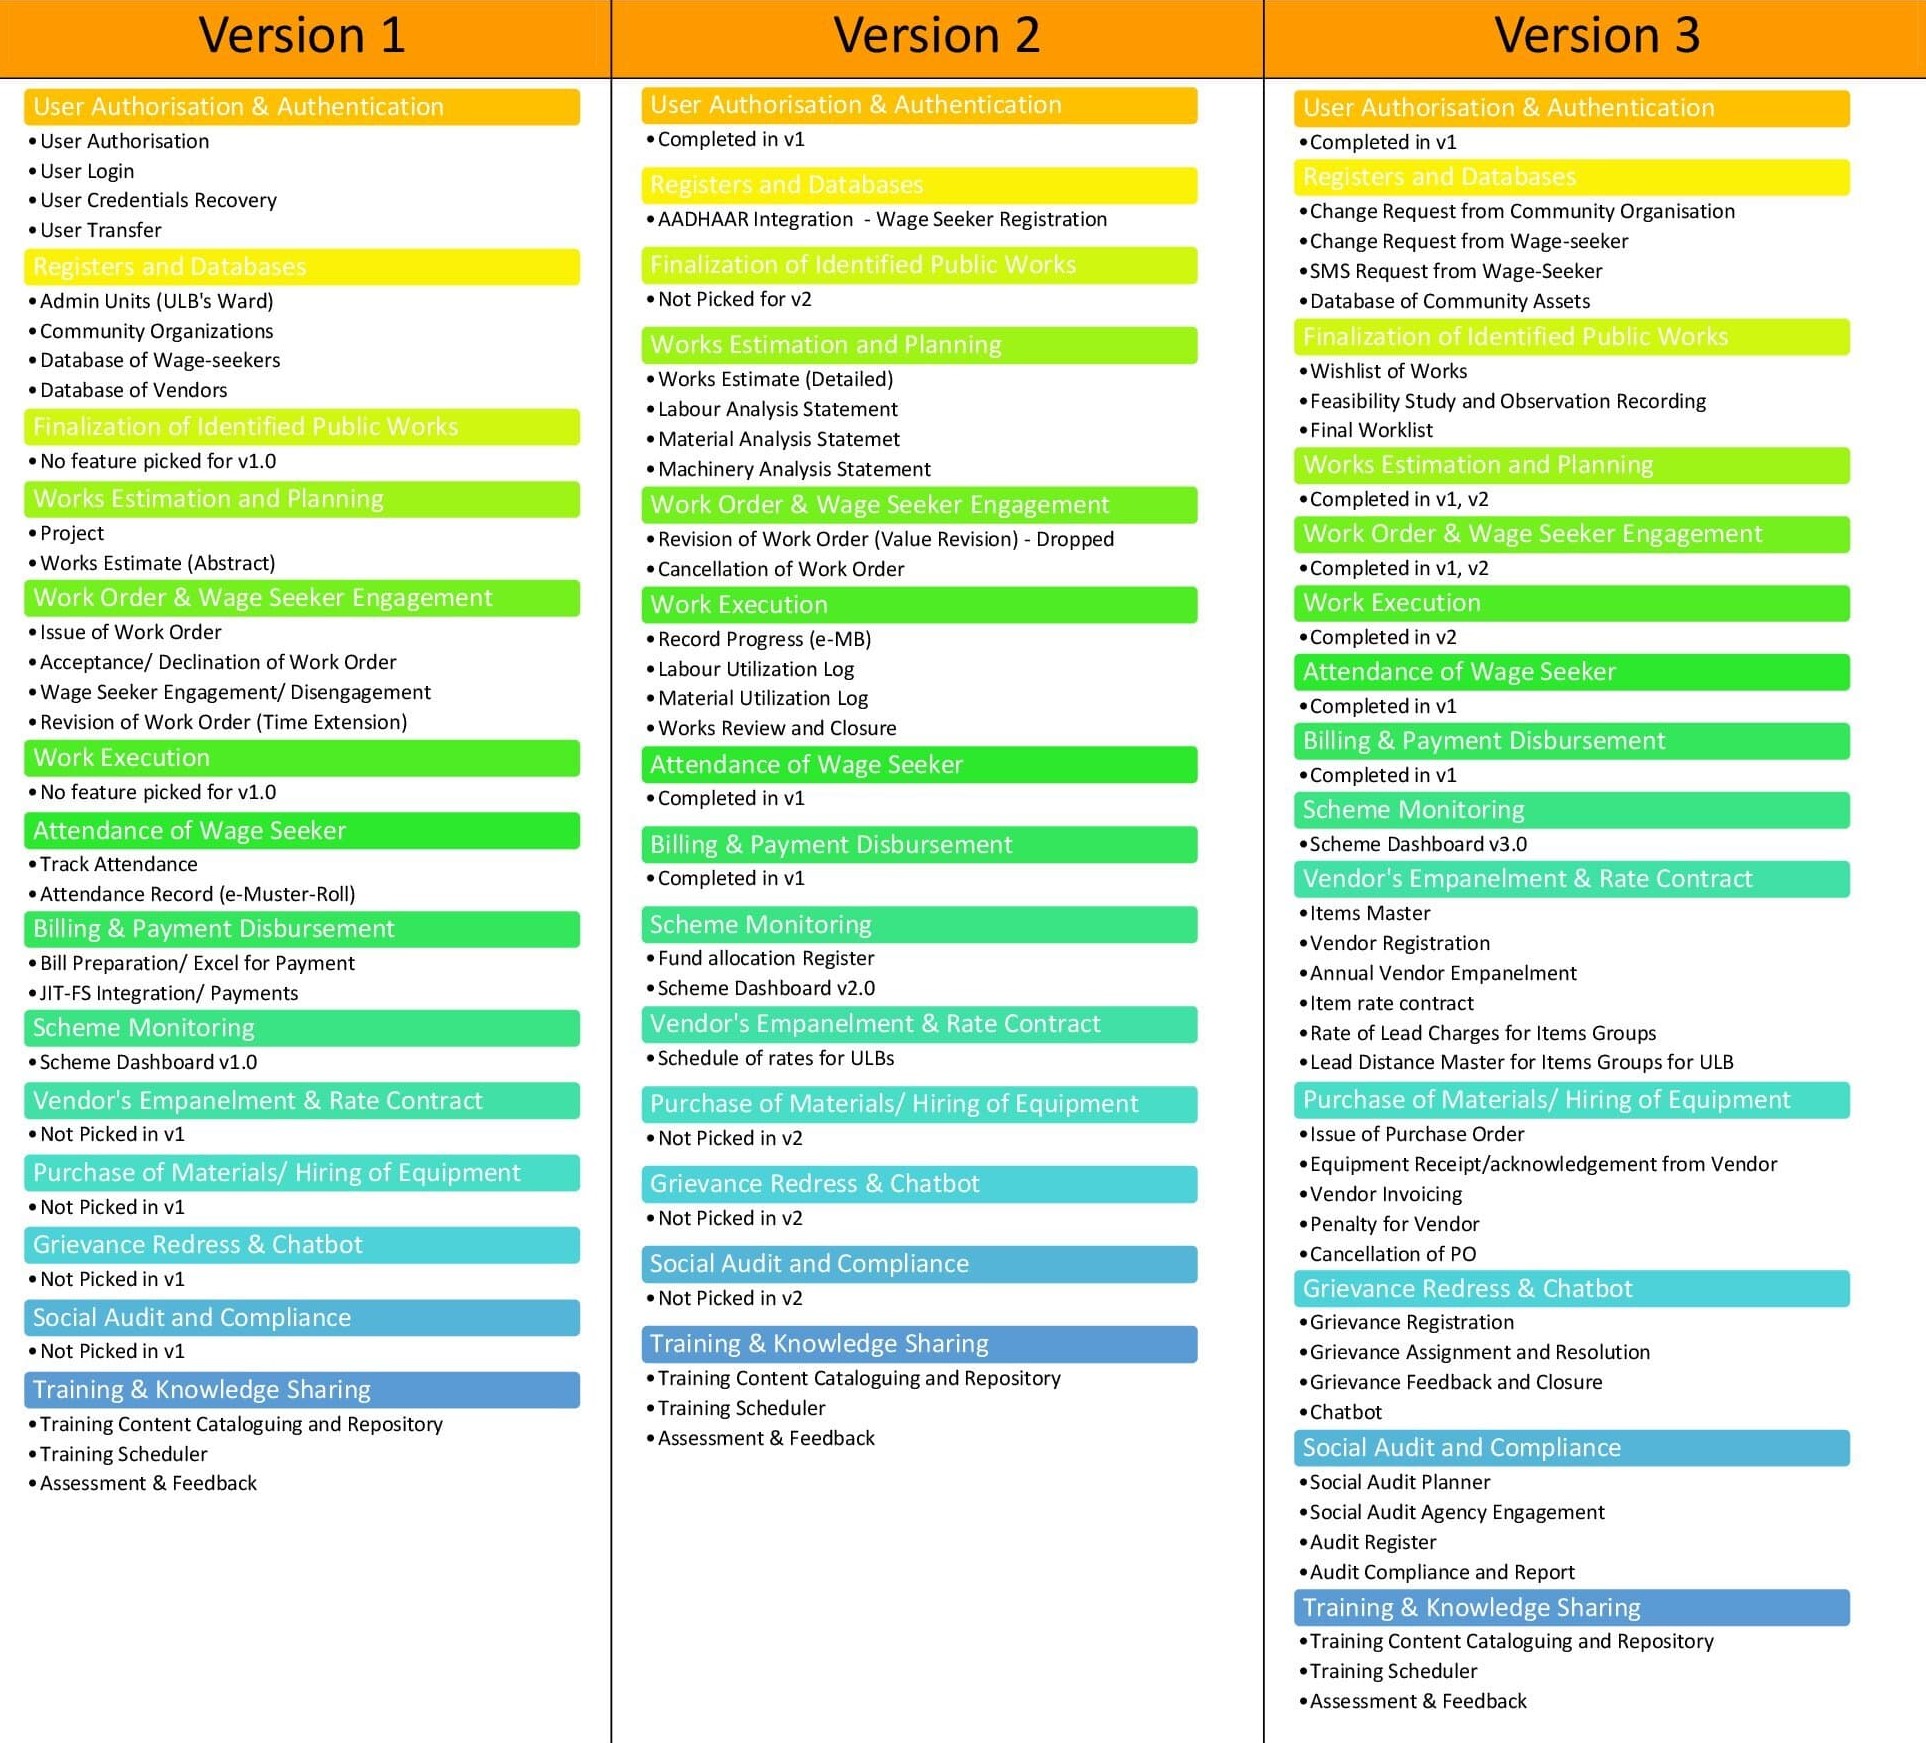 Version 1
User Authorisation & Authentication
•User Authorisation
•User Login
•User Credentials Recovery
•User Transfer
Registers and Databases
•Admin Units (ULB's Ward)
•Community Organizations
•Database of Wage-seekers
•Database of Vendors
Finalization of Identified Public Works
•No feature picked for v1.0
Works Estimation and Planning
•Project
•Works Estimate (Abstract)
Work Order & Wage Seeker Engagement
•Issue of Work Order
•Acceptance/ Declination of Work Order
•Wage Seeker Engagement/ Disengagement
•Revision of Work Order (Time Extension)
Work Execution
•No feature picked for v1.0
Attendance of Wage Seeker
•Track Attendance
•Attendance Record (e-Muster-Roll)
Billing & Payment Disbursement
•Bill Preparation/ Excel for Payment
•JIT-FS Integration/ Payments
Scheme Monitoring
•Scheme Dashboard v1.0
Vendor's Empanelment & Rate Contract
•Not Picked in v1
Purchase of Materials/ Hiring of Equipment
•Not Picked in v1
Grievance Redress & Chatbot
•Not Picked in v1
Social Audit and Compliance
•Not Picked in v1
Training & Knowledge Sharing
•Training Content Cataloguing and Repository
•Training Scheduler
•Assessment & Feedback
Version 2
User Authorisation & Authentication
•Completed in v1
Registers and Databases
•AADHAAR Integration - Wage Seeker Registration
Finalization of Identified Public Works
•Not Picked for v2
Works Estimation and Planning
•Works Estimate (Detailed)
•Labour Analysis Statement
•Material Analysis Statemet
•Machinery Analysis Statement
Work Order & Wage Seeker Engagement
•Revision of Work Order (Value Revision) - Dropped
•Cancellation of Work Order
Work Execution
•Record Progress (e-MB)
•Labour Utilization Log
•Material Utilization Log
•Works Review and Closure
Attendance of Wage Seeker
•Completed in v1
Billing & Payment Disbursement
•Completed in v1
Scheme Monitoring
•Fund allocation Register
•Scheme Dashboard v2.0
Vendor's Empanelment & Rate Contract
•Schedule of rates for ULBs
Purchase of Materials/ Hiring of Equipment
•Not Picked in v2
Grievance Redress & Chatbot
•Not Picked in v2
Social Audit and Compliance
•Not Picked in v2
Training & Knowledge Sharing
•Training Content Cataloguing and Repository
•Training Scheduler
•Assessment & Feedback
Version 3
User Authorisation & Authentication
•Completed in v1
Registers and Databases
•Change Request from Community Organisation
•Change Request from Wage-seeker
•SMS Request from Wage-Seeker
•Database of Community Assets
Finalization of Identified Public Works
•Wishlist of Works
•Feasibility Study and Observation Recording
•Final Worklist
Works Estimation and Planning
•Completed in v1, v2
Work Order & Wage Seeker Engagement
•Completed in v1, v2
Work Execution
•Completed in v2
Attendance of Wage Seeker
•Completed in v1
Billing & Payment Disbursement
•Completed in v1
Scheme Monitoring
•Scheme Dashboard v3.0
Vendor's Empanelment & Rate Contract
•Items Master
•Vendor Registration
•Annual Vendor Empanelment
•Item rate contract
•Rate of Lead Charges for Items Groups
•Lead Distance Master for Items Groups for ULB
Purchase of Materials/ Hiring of Equipment
•Issue of Purchase Order
•Equipment Receipt/acknowledgement from Vendor
•Vendor Invoicing
•Penalty for Vendor
•Cancellation of PO
Grievance Redress & Chatbot
•Grievance Registration
•Grievance Assignment and Resolution
•Grievance Feedback and Closure
•Chatbot
Social Audit and Compliance
•Social Audit Planner
•Social Audit Agency Engagement
•Audit Register
•Audit Compliance and Report
Training & Knowledge Sharing
•Training Content Cataloguing and Repository
•Training Scheduler
•Assessment & Feedback